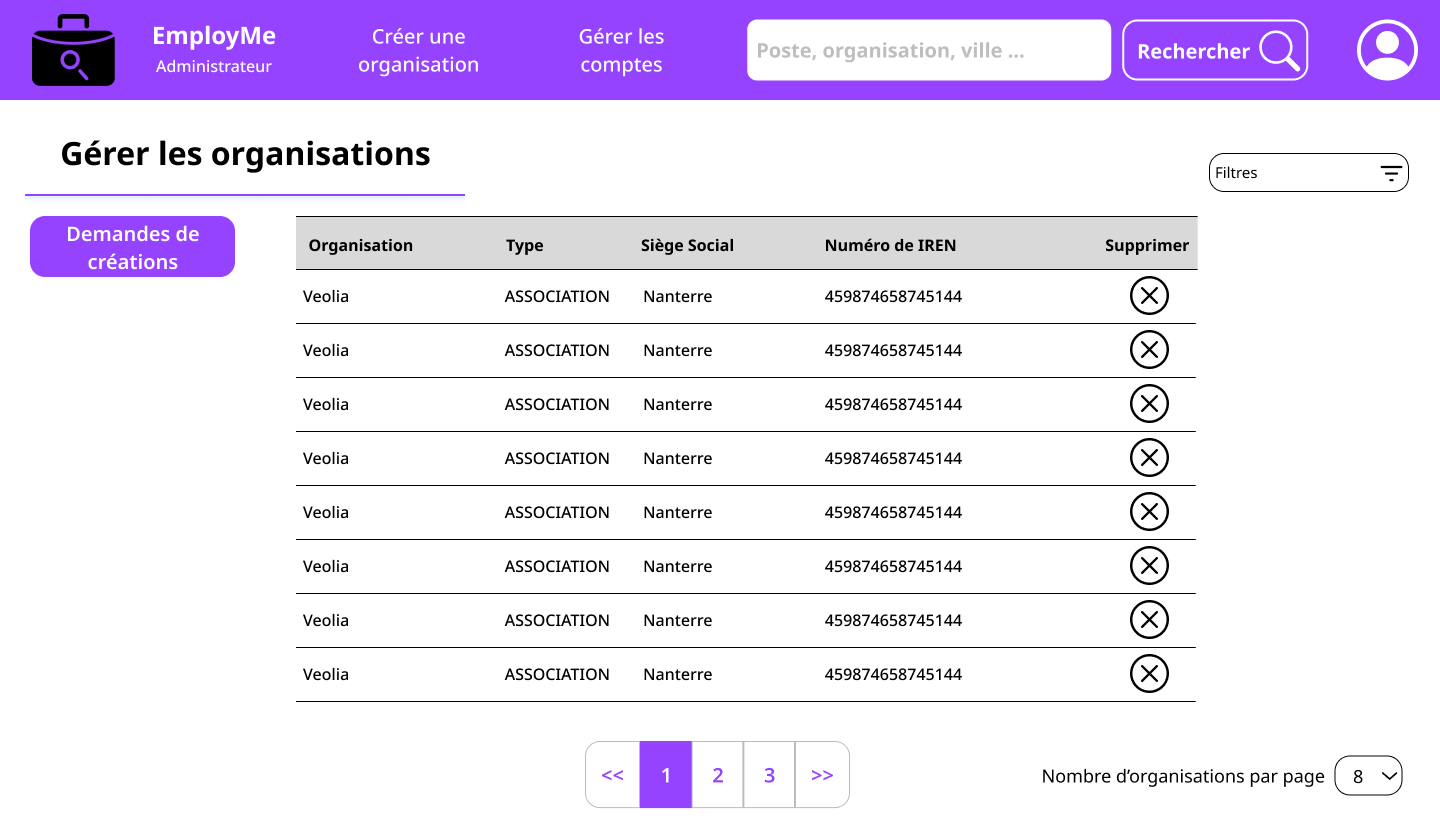 EmployMe
Administrateur
Créer une
organisation
Gérer les
comptes
Poste, organisation, ville ...
Rechercher
Gérer les organisations
Filtres
Demandes de
créations
Organisation Type Siège Social Numéro de IREN Supprimer
Veolia ASSOCIATION Nanterre 459874658745144
Veolia ASSOCIATION Nanterre 459874658745144
Veolia ASSOCIATION Nanterre 459874658745144
Veolia ASSOCIATION Nanterre 459874658745144
Veolia ASSOCIATION Nanterre 459874658745144
Veolia ASSOCIATION Nanterre 459874658745144
Veolia ASSOCIATION Nanterre 459874658745144
Veolia ASSOCIATION Nanterre 459874658745144
<< 1 2 3 >>
Nombre d’organisations par page 8